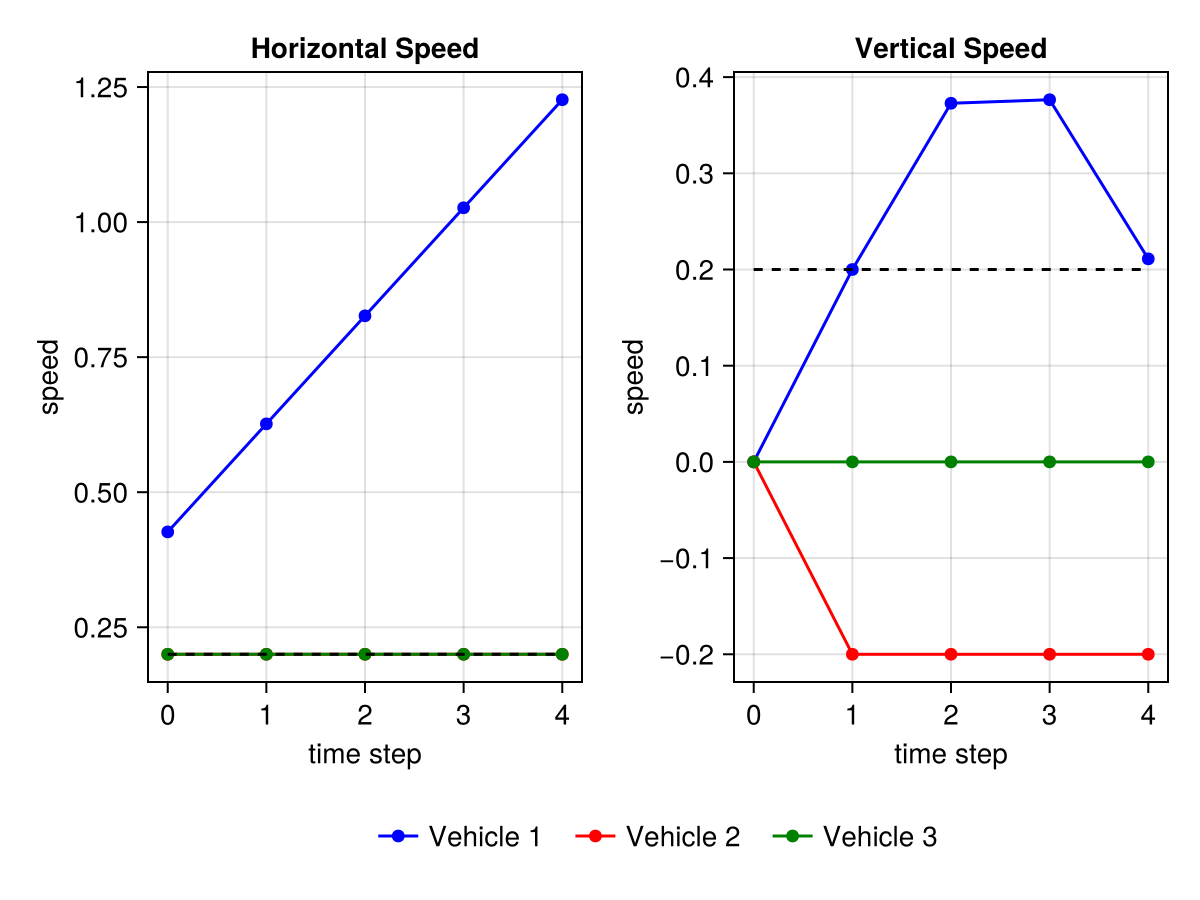 Horizontal Speed
1.25
1.00
0.75
0.50
0.25
speed
0 1 2 3 4
time step
Vertical Speed
0.4
0.3
0.2
0.1
0.0
−0.1
−0.2
speed
0 1 2 3 4
time step
Vehicle 1 Vehicle 2 Vehicle 3